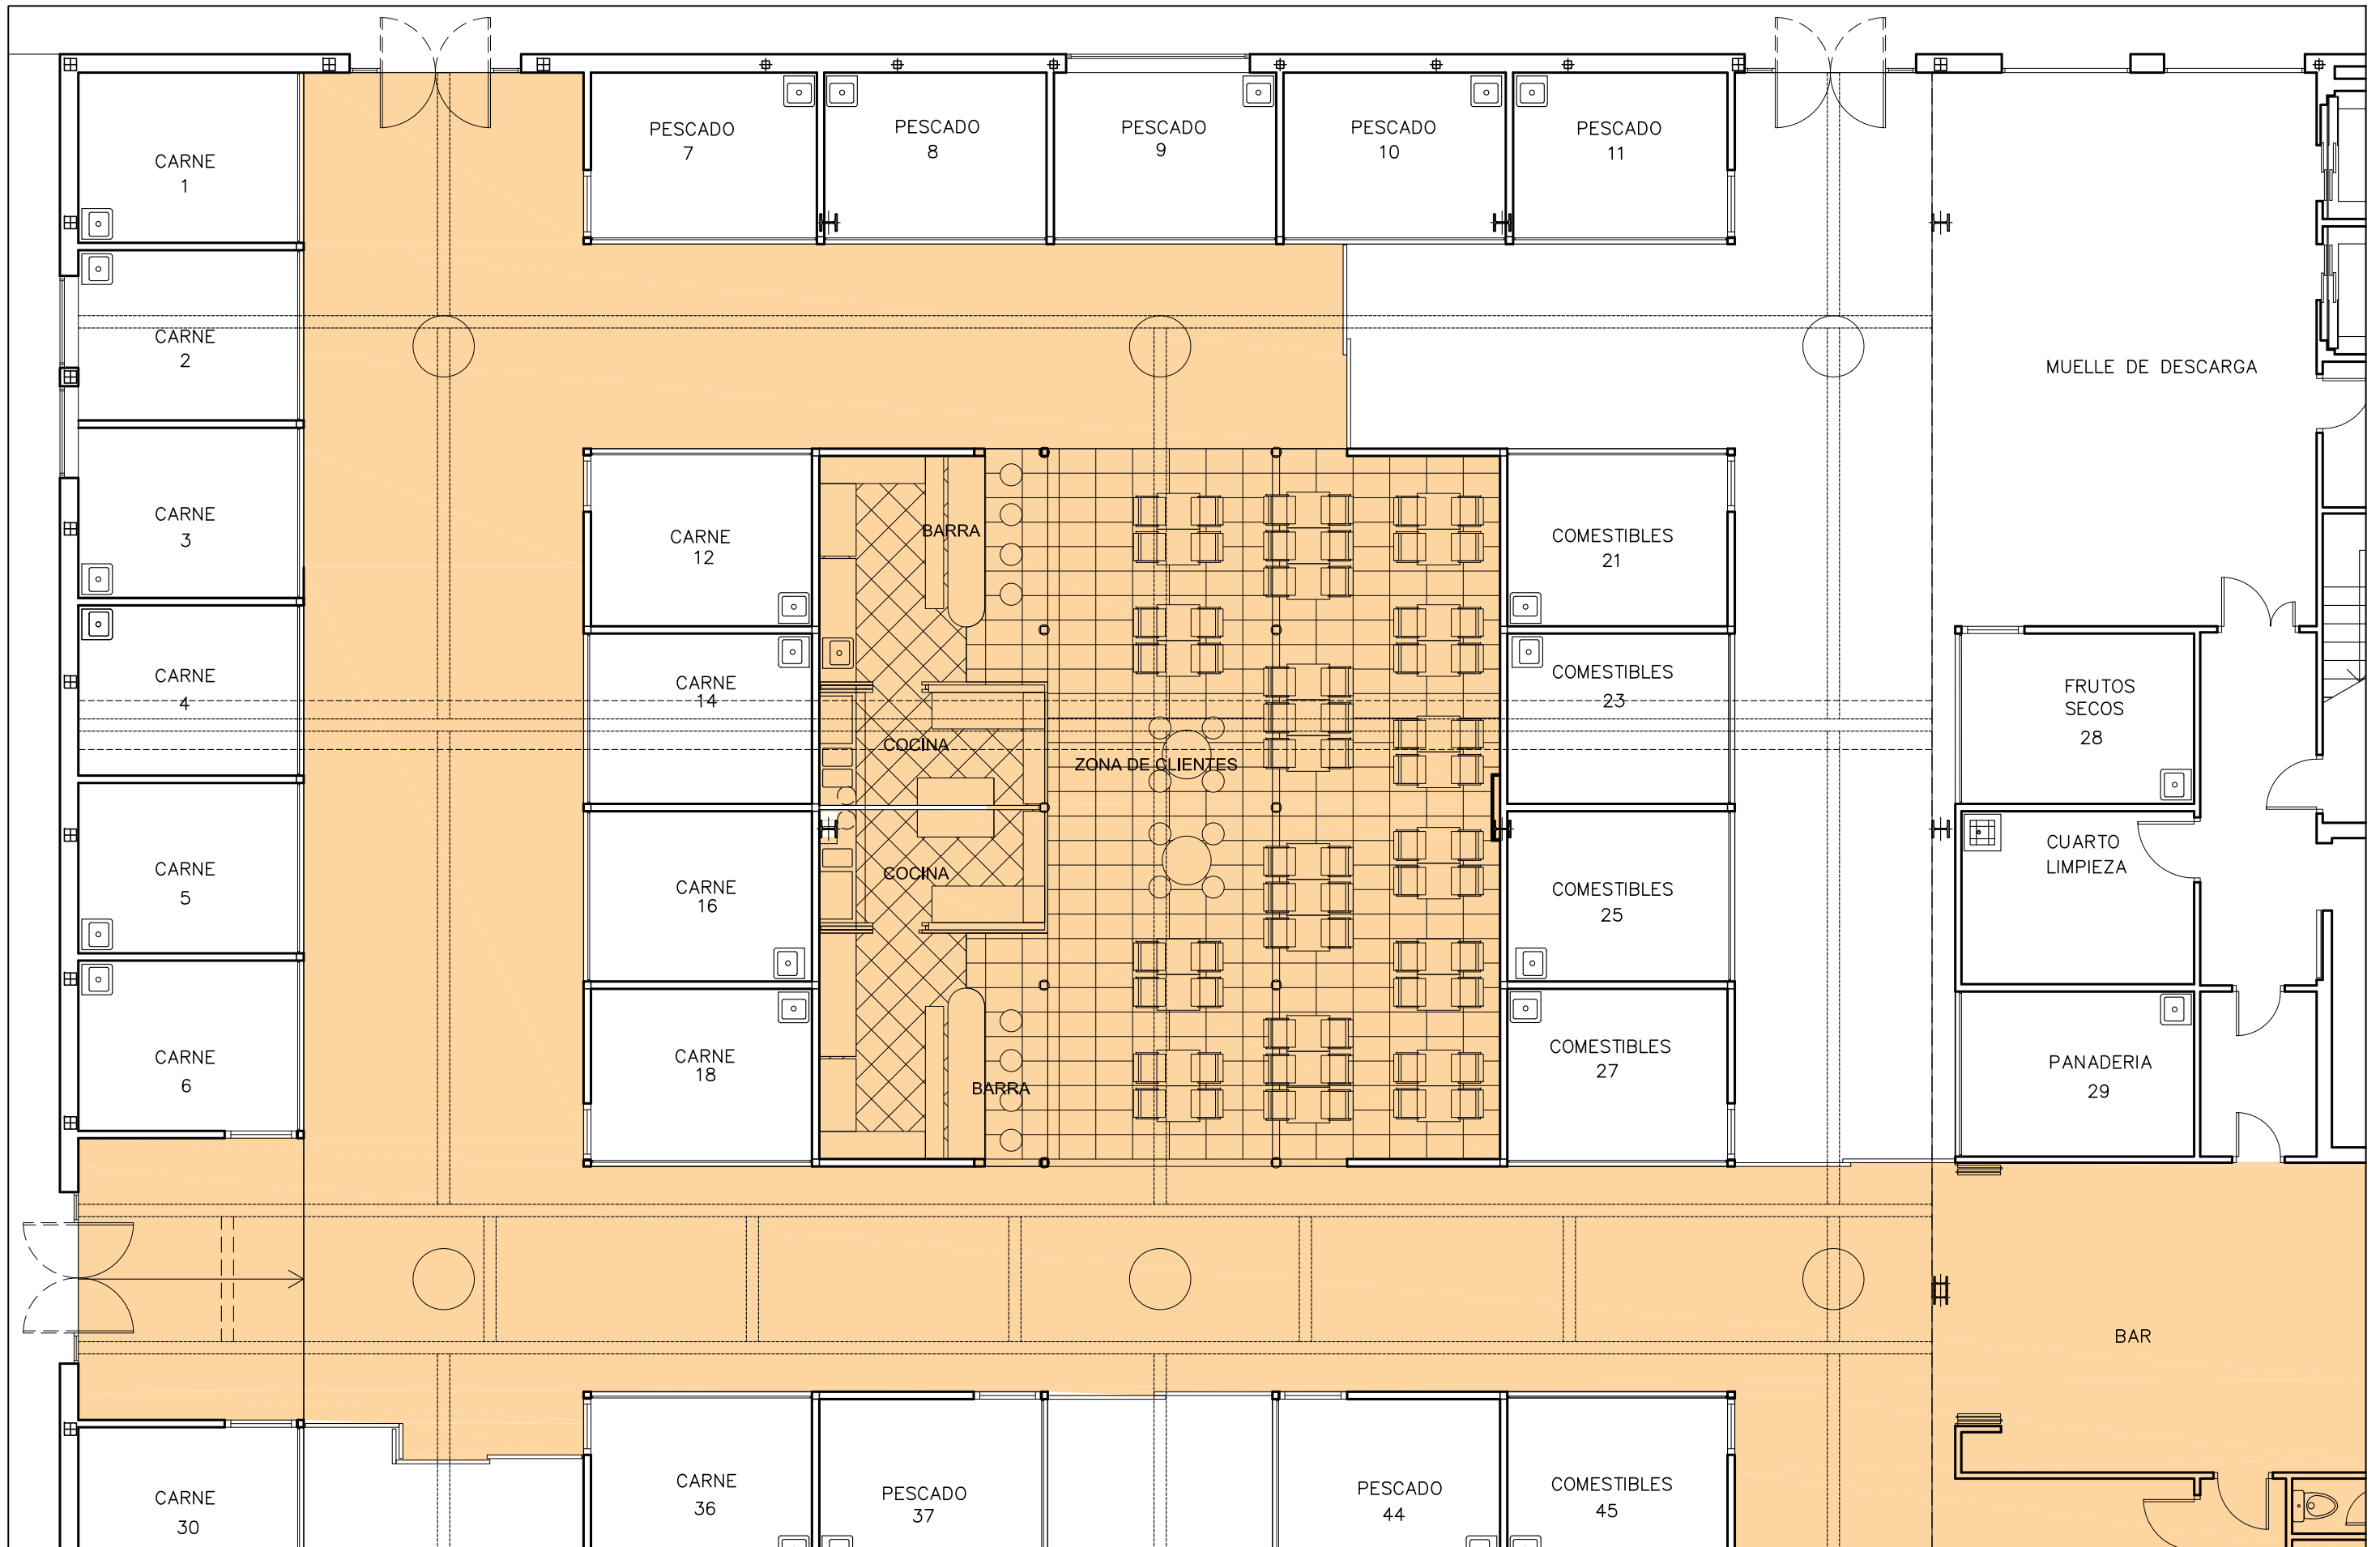 PESCADO
7
PESCADO
8
PESCADO
9
PESCADO
10
PESCADO
11
CARNE
1
CARNE
2
MUELLE DE DESCARGA
CARNE
3
CARNE
12
BARRA
COMESTIBLES
21
CARNE
4
CARNE
14
COCINA
ZONA DE CLIENTES
COMESTIBLES
23
FRUTOS
SECOS
28
CARNE
5
CARNE
16
COCINA
COMESTIBLES
25
CUARTO
LIMPIEZA
CARNE
6
CARNE
18
BARRA
COMESTIBLES
27
PANADERIA
29
BAR
CARNE
30
CARNE
36
PESCADO
37
PESCADO
44
COMESTIBLES
45